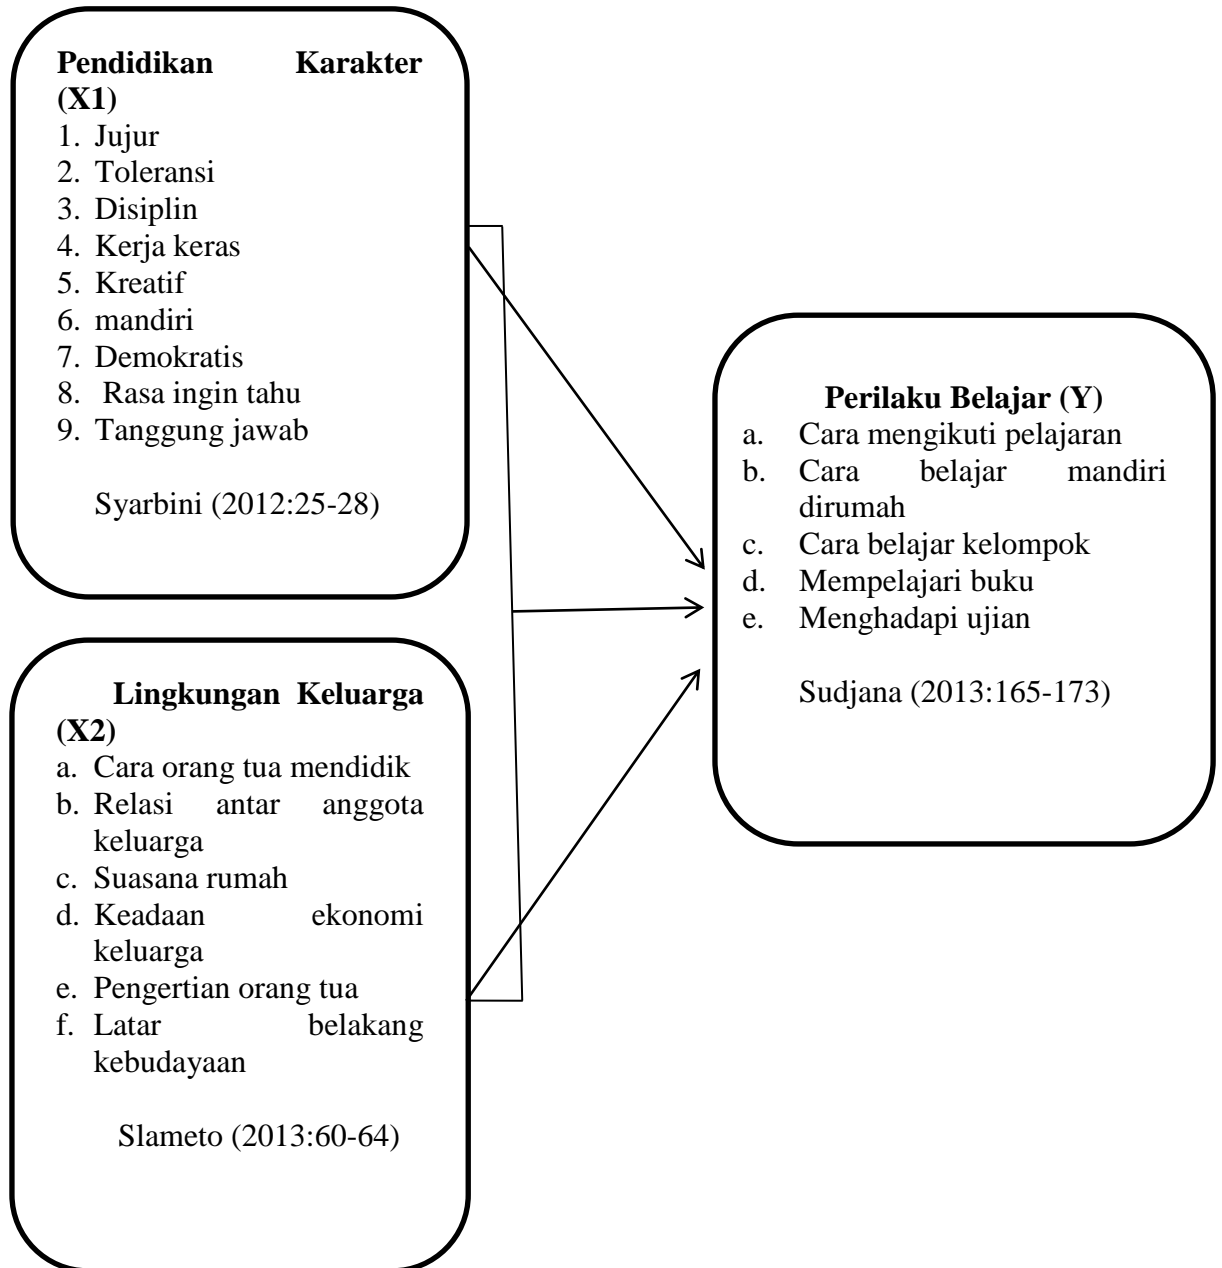 Pendidikan Karakter
(X1)
1. Jujur
2. Toleransi
3. Disiplin
4. Kerja keras
5. Kreatif
6. mandiri
7. Demokratis
8. Rasa ingin tahu
9. Tanggung jawab
Syarbini (2012:25-28)
Lingkungan Keluarga
(X2)
a. Cara orang tua mendidik
b. Relasi antar anggota
keluarga
c. Suasana rumah
d. Keadaan ekonomi
keluarga
e. Pengertian orang tua
f. Latar belakang
kebudayaan
Slameto (2013:60-64)
Perilaku Belajar (Y)
a. Cara mengikuti pelajaran
b. Cara belajar mandiri
dirumah
c. Cara belajar kelompok
d. Mempelajari buku
e. Menghadapi ujian
Sudjana (2013:165-173)